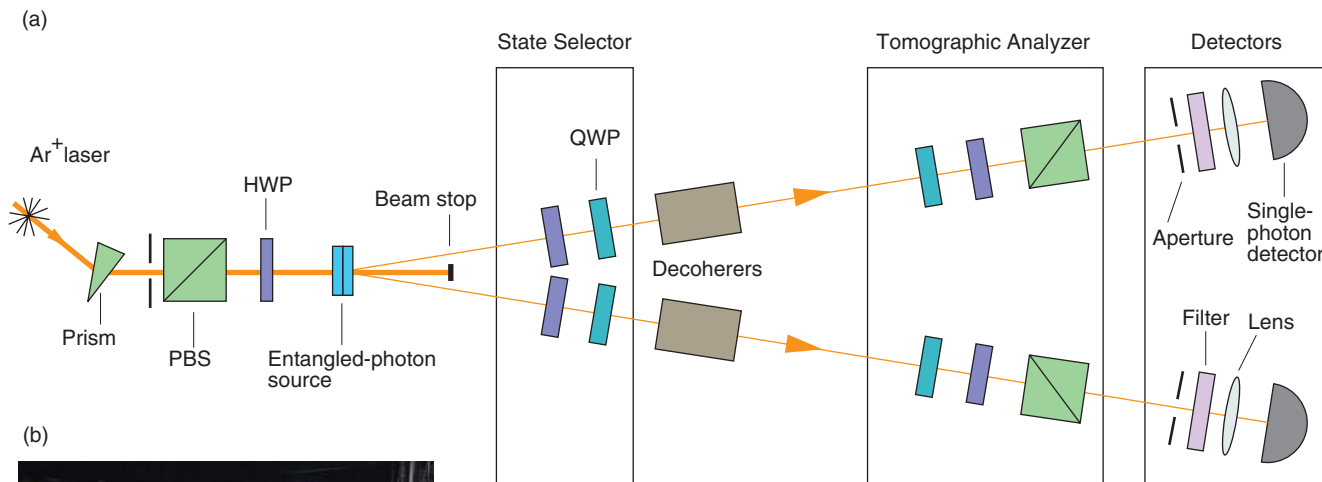 (a)
State Selector
Tomographic Analyzer
Detectors
Ar+ laser
HWP
QWP
Beam stop
Prism
PBS
Entangled-photon
source
Decoherers
Aperture
Single-
photon
detector
Filter
Lens
(b)